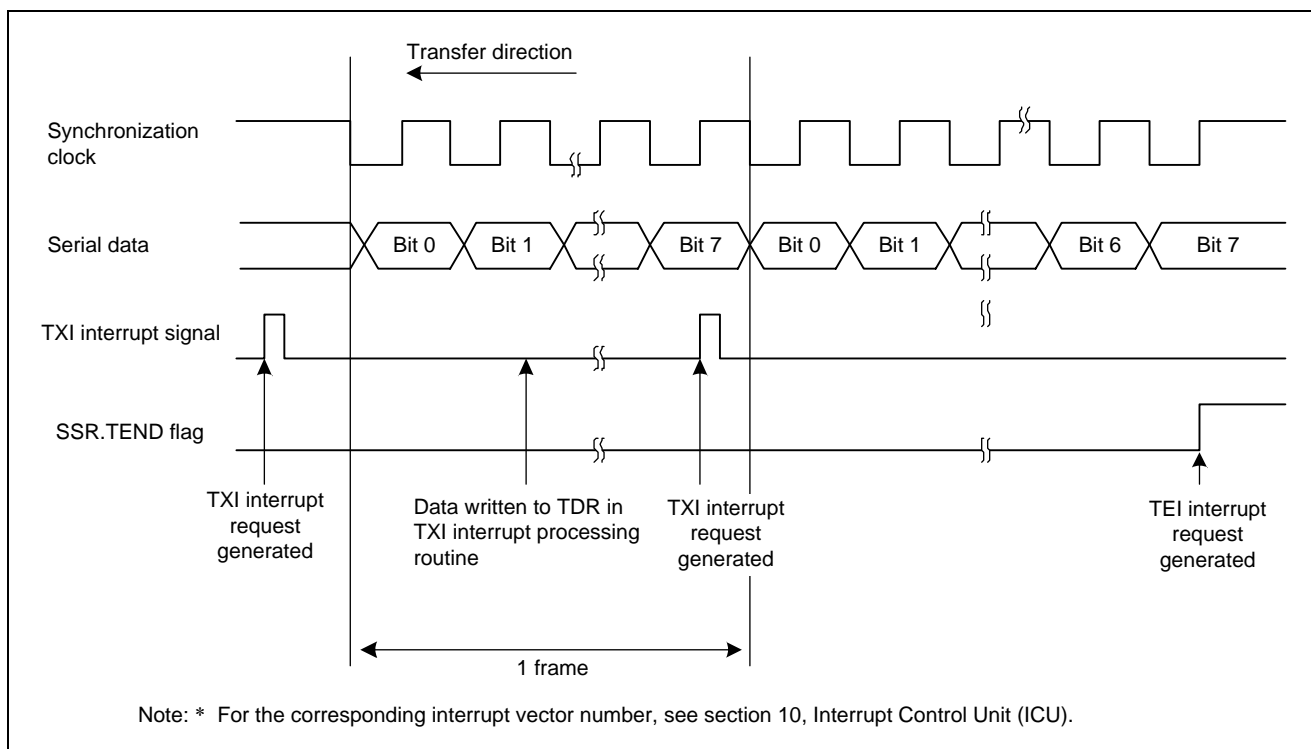 Transfer direction
Synchronization
clock
Serial data
Bit 0
Bit 1
Bit 7
Bit 0
Bit 1
Bit 6
Bit 7
TXI interrupt signal
SSR.TEND flag
TXI interrupt
request
generated
Data written to TDR in
TXI interrupt processing
routine
TXI interrupt
request
generated
TEI interrupt
request
generated
1 frame
Note: * For the corresponding interrupt vector number, see section 10, Interrupt Control Unit (ICU).